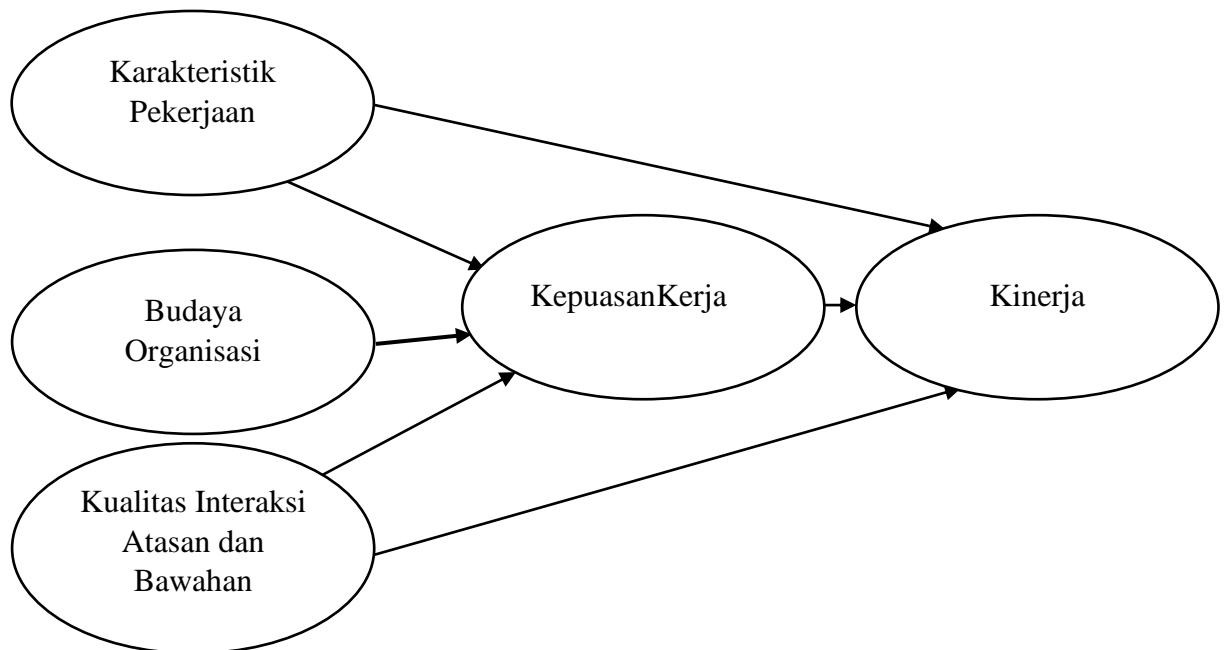 Karakteristik
Pekerjaan
Budaya
Organisasi
Kualitas Interaksi
Atasan dan
Bawahan
KepuasanKerja
Kinerja